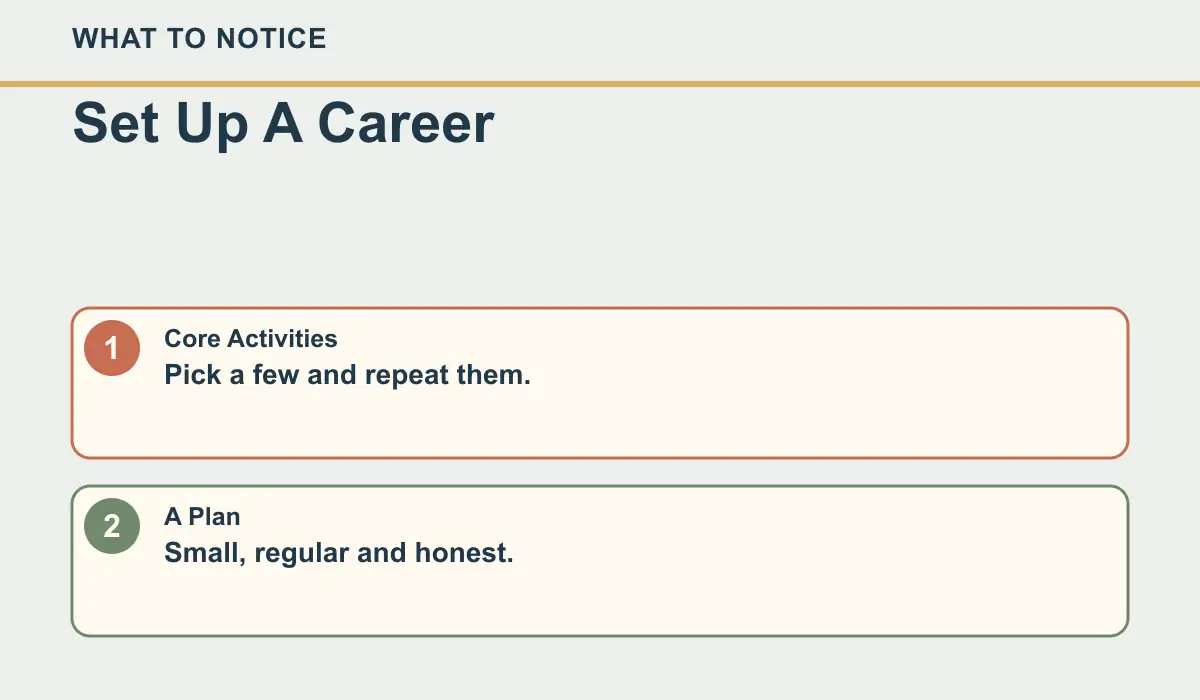 WHAT TO NOTICE
Set Up A Career
1
Core Activities
Pick a few and repeat them.
2
A Plan
Small, regular and honest.